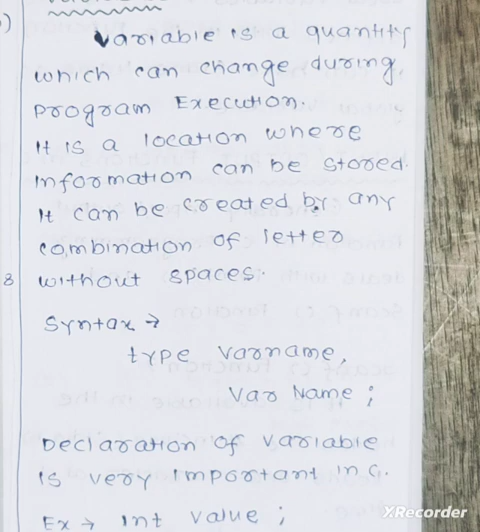 Variable is a quantity
which can change during
program Execution.
It is a location where
information can be stored.
It can be created by any
combination of letter
without spaces.
Syntax →
type varname,
Var Name ;
Declaration of variable
is very important in C.
Ex → int value ;
XRecorder